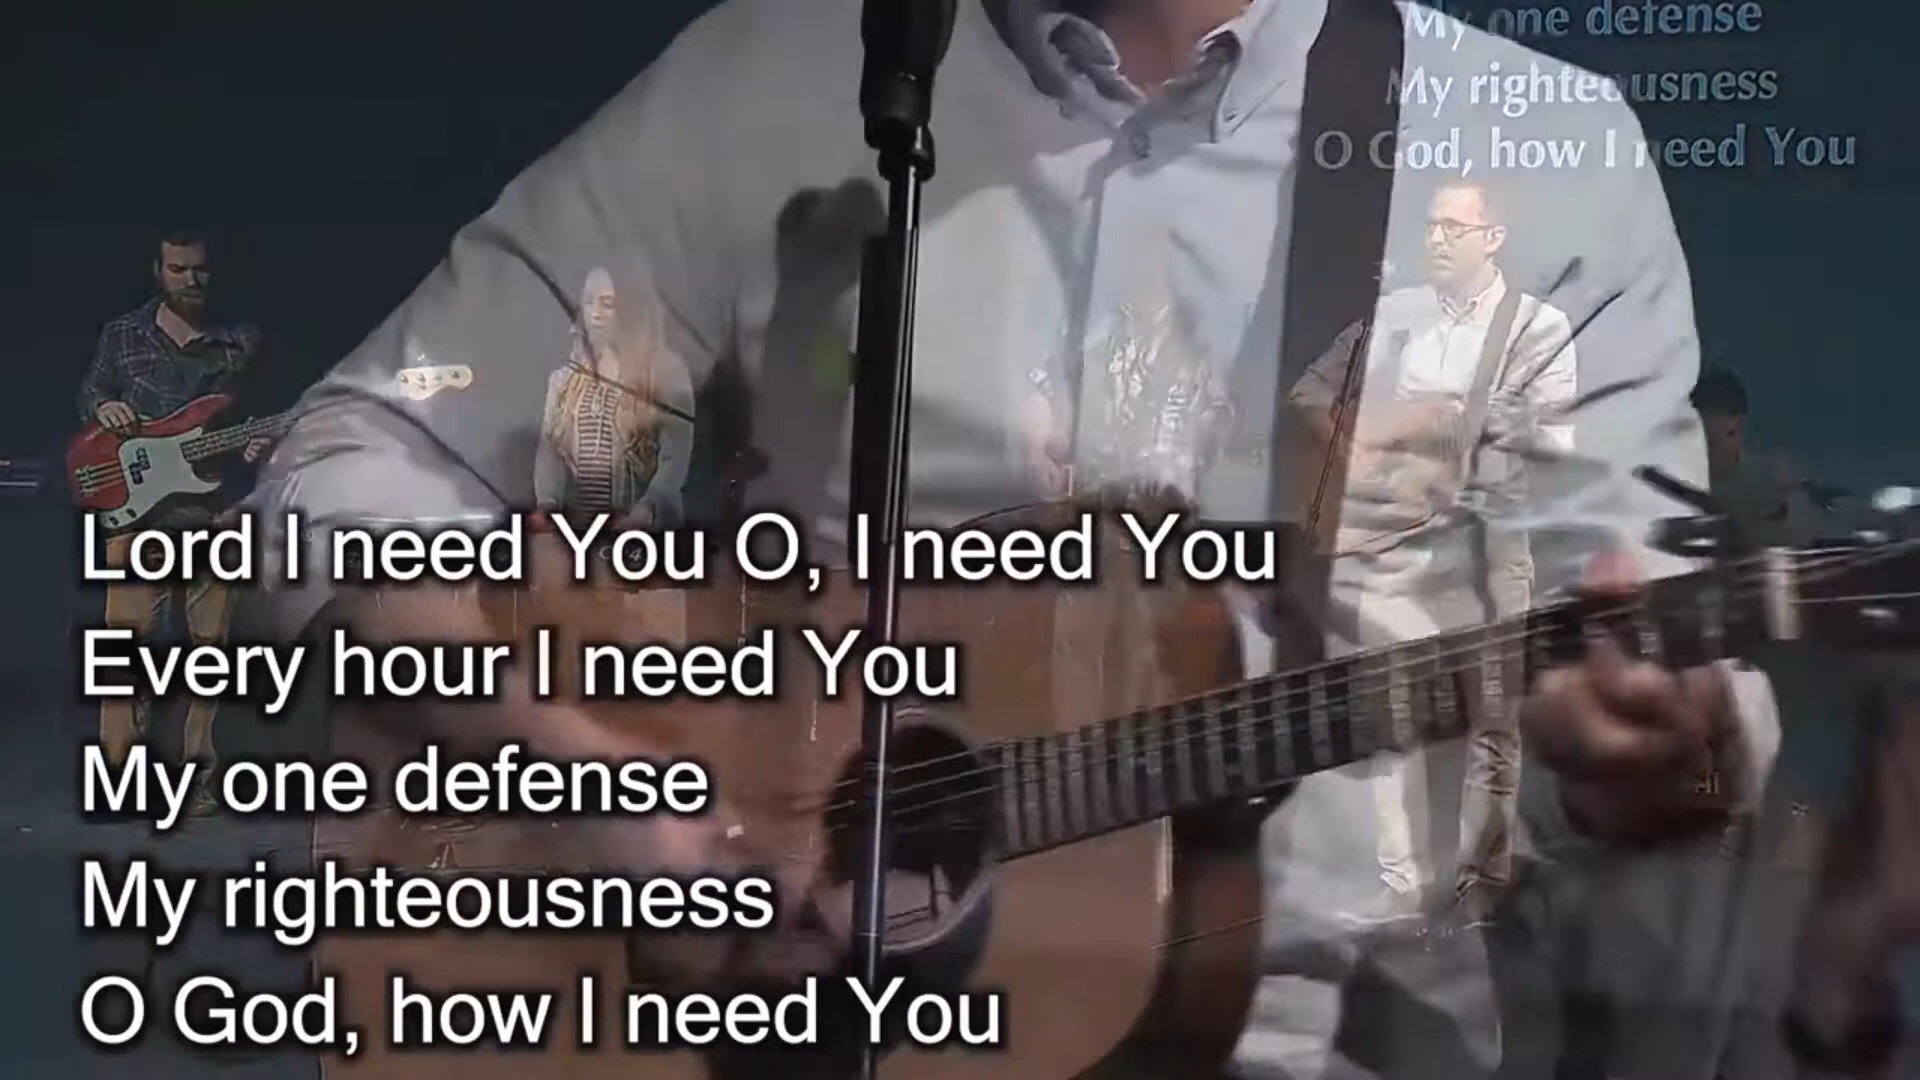 My one defense
My righteousness
O God, how I need You
Lord I need You O, I need You
Every hour I need You
My one defense
My righteousness
O God, how I need You